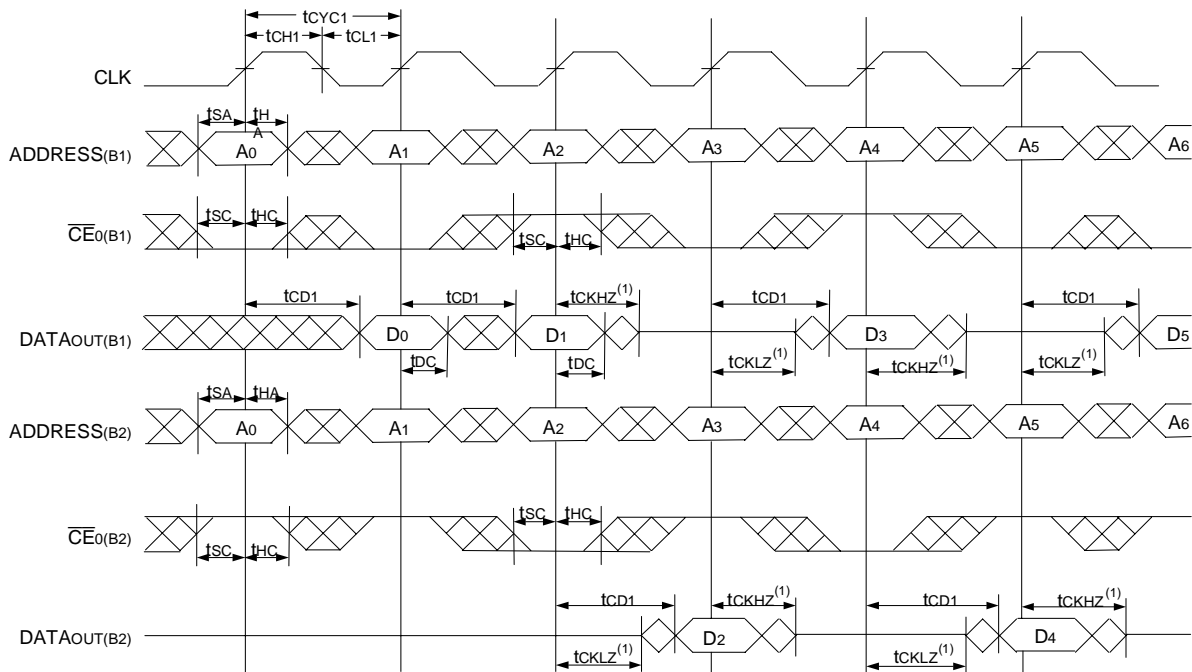 tCYC1
tCH1 tCL1
CLK
tSA tH
A
ADDRESS(B1) A0 A1 A2 A3 A4 A5 A6
tSC tHC
CE0(B1)
tSC tHC
tCD1 tCD1 tCKHZ(1) tCD1 tCD1
DATAOUT(B1) D0 D1 D3 D5
tDC tDC tCKLZ(1) tCKHZ(1) tCKLZ(1)
tSA tHA
ADDRESS(B2) A0 A1 A2 A3 A4 A5 A6
tSC tHC
CE0(B2)
tSC tHC
tCD1 tCKHZ(1) tCD1 tCKHZ(1)
DATAOUT(B2) D2 D4
tCKLZ(1) tCKLZ(1)